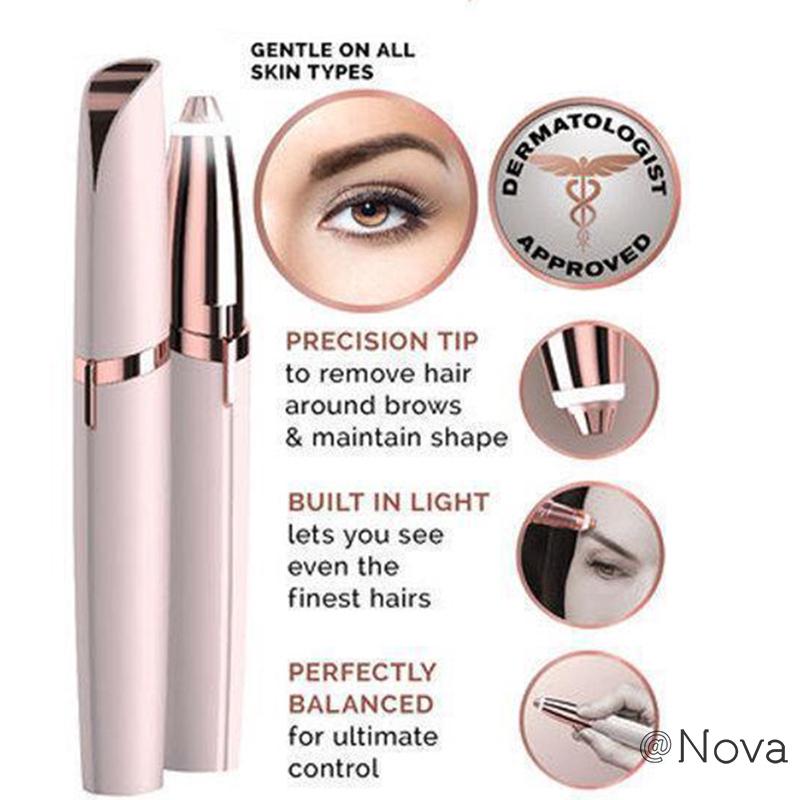 GENTLE ON ALL
SKIN TYPES
DERMATOLOGIST
APPROVED
PRECISION TIP
to remove hair
around brows
& maintain shape
BUILT IN LIGHT
lets you see
even the
finest hairs
PERFECTLY
BALANCED
for ultimate
control
@Nova